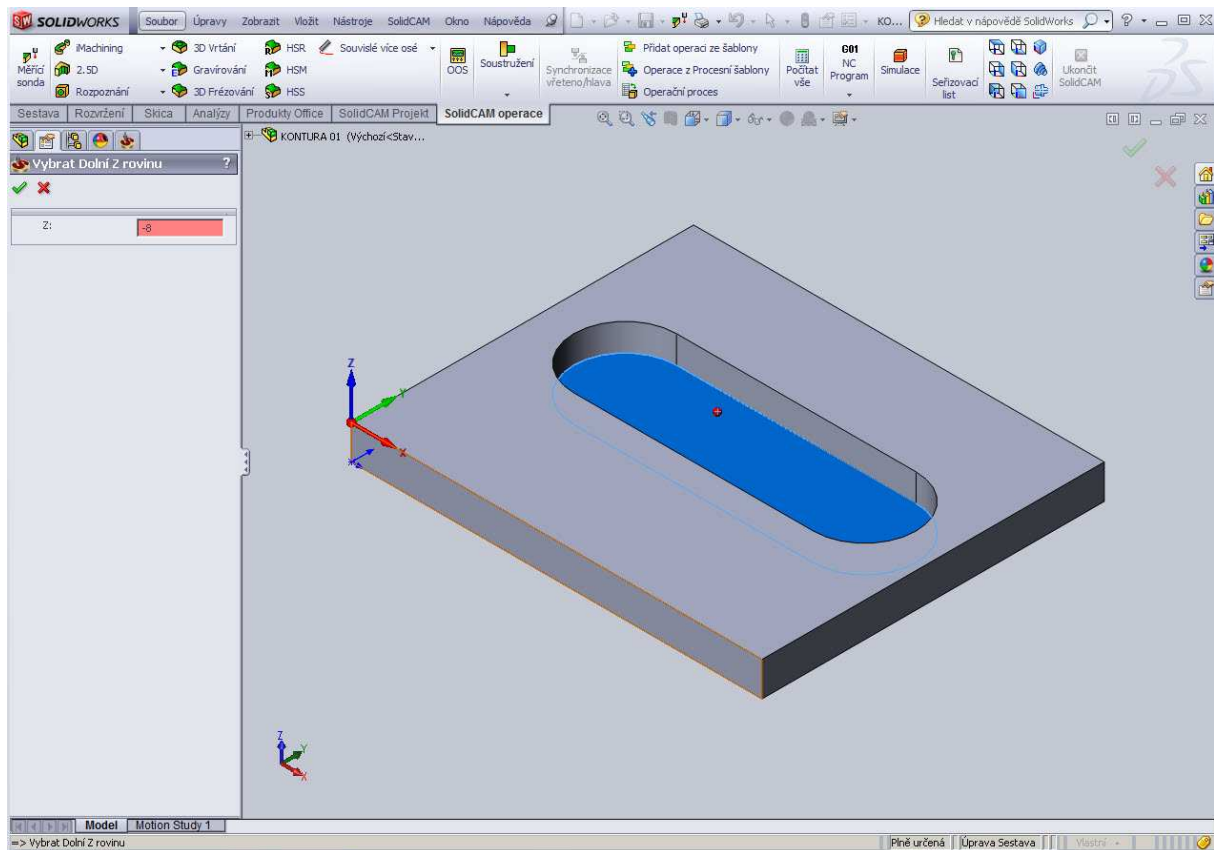 SW SOLIDWORKS Soubor Úpravy Zobrazit Vložit Nástroje SolidCAM Okno Nápověda KO... Hledat v nápovědě SolidWorks
Měřicí sonda
iMachining
2.5D
Rozpoznání
3D Vrtání
Gravírování
3D Frézování
HSR
HSM
HSS
Souvislé více osé
OOS
Soustružení
Synchronizace vřeteno/hlava
Přidat operaci ze šablony
Operace z Procesní šablony
Operační proces
Počítat vše
G01
NC Program
Simulace
Seřizovací list
Ukončit SolidCAM
Sestava Rozvržení Skica Analýzy Produkty Office SolidCAM Projekt SolidCAM operace
KONTURA 01 (Výchozí<Stav...
Vybrat Dolní Z rovinu ?
Z: -8
Z
Y
X
Z
Y
X
Model Motion Study 1
=> Vybrat Dolní Z rovinu Plně určená Úprava Sestava Vlastní